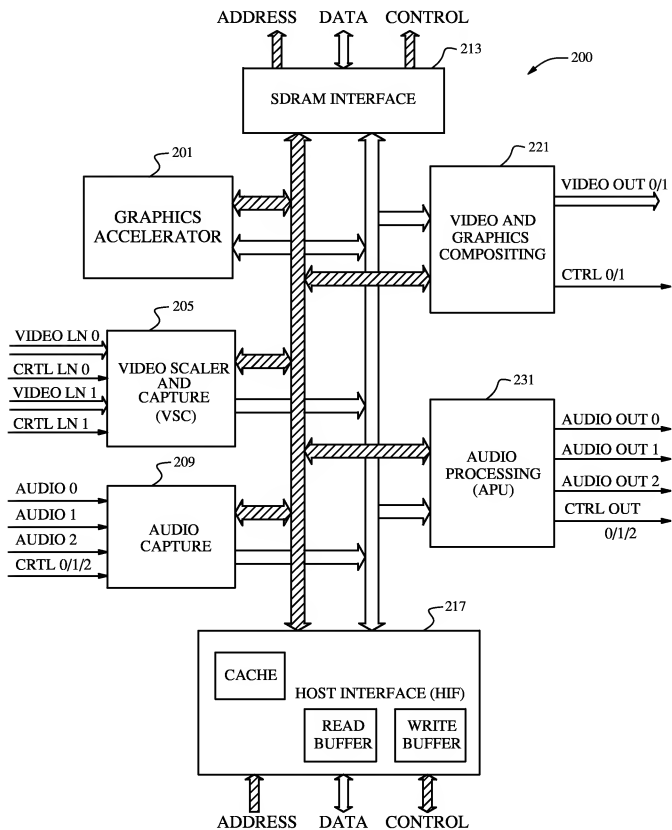 ADDRESS DATA CONTROL
213
200
SDRAM INTERFACE
201
GRAPHICS
ACCELERATOR
221
VIDEO AND
GRAPHICS
COMPOSITING
VIDEO OUT 0/1
CTRL 0/1
205
VIDEO LN 0
CRTL LN 0
VIDEO LN 1
CRTL LN 1
VIDEO SCALER
AND
CAPTURE
(VSC)
231
AUDIO
PROCESSING
(APU)
AUDIO OUT 0
AUDIO OUT 1
AUDIO OUT 2
CTRL OUT
0/1/2
209
AUDIO 0
AUDIO 1
AUDIO 2
CRTL 0/1/2
AUDIO
CAPTURE
217
CACHE
HOST INTERFACE (HIF)
READ
BUFFER
WRITE
BUFFER
ADDRESS DATA CONTROL